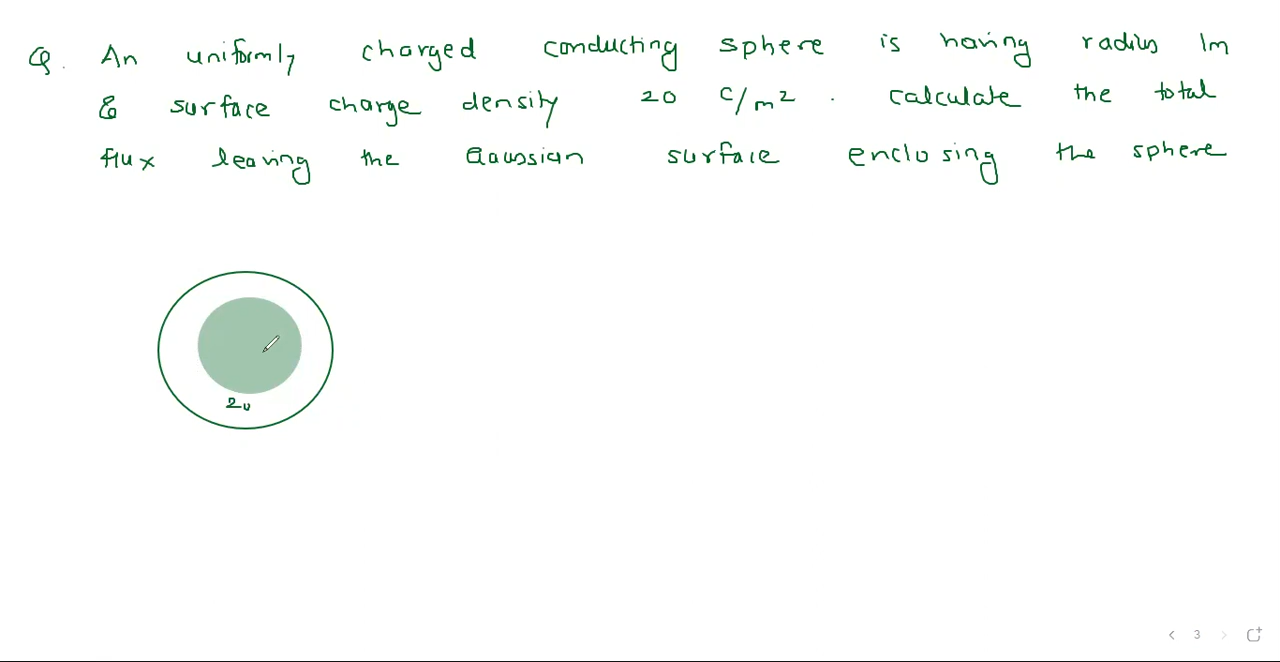 Q. An uniformly charged conducting sphere is having radius 1m
& surface charge density 20 C/m2 . calculate the total
flux leaving the Gaussian surface enclosing the sphere
20
3